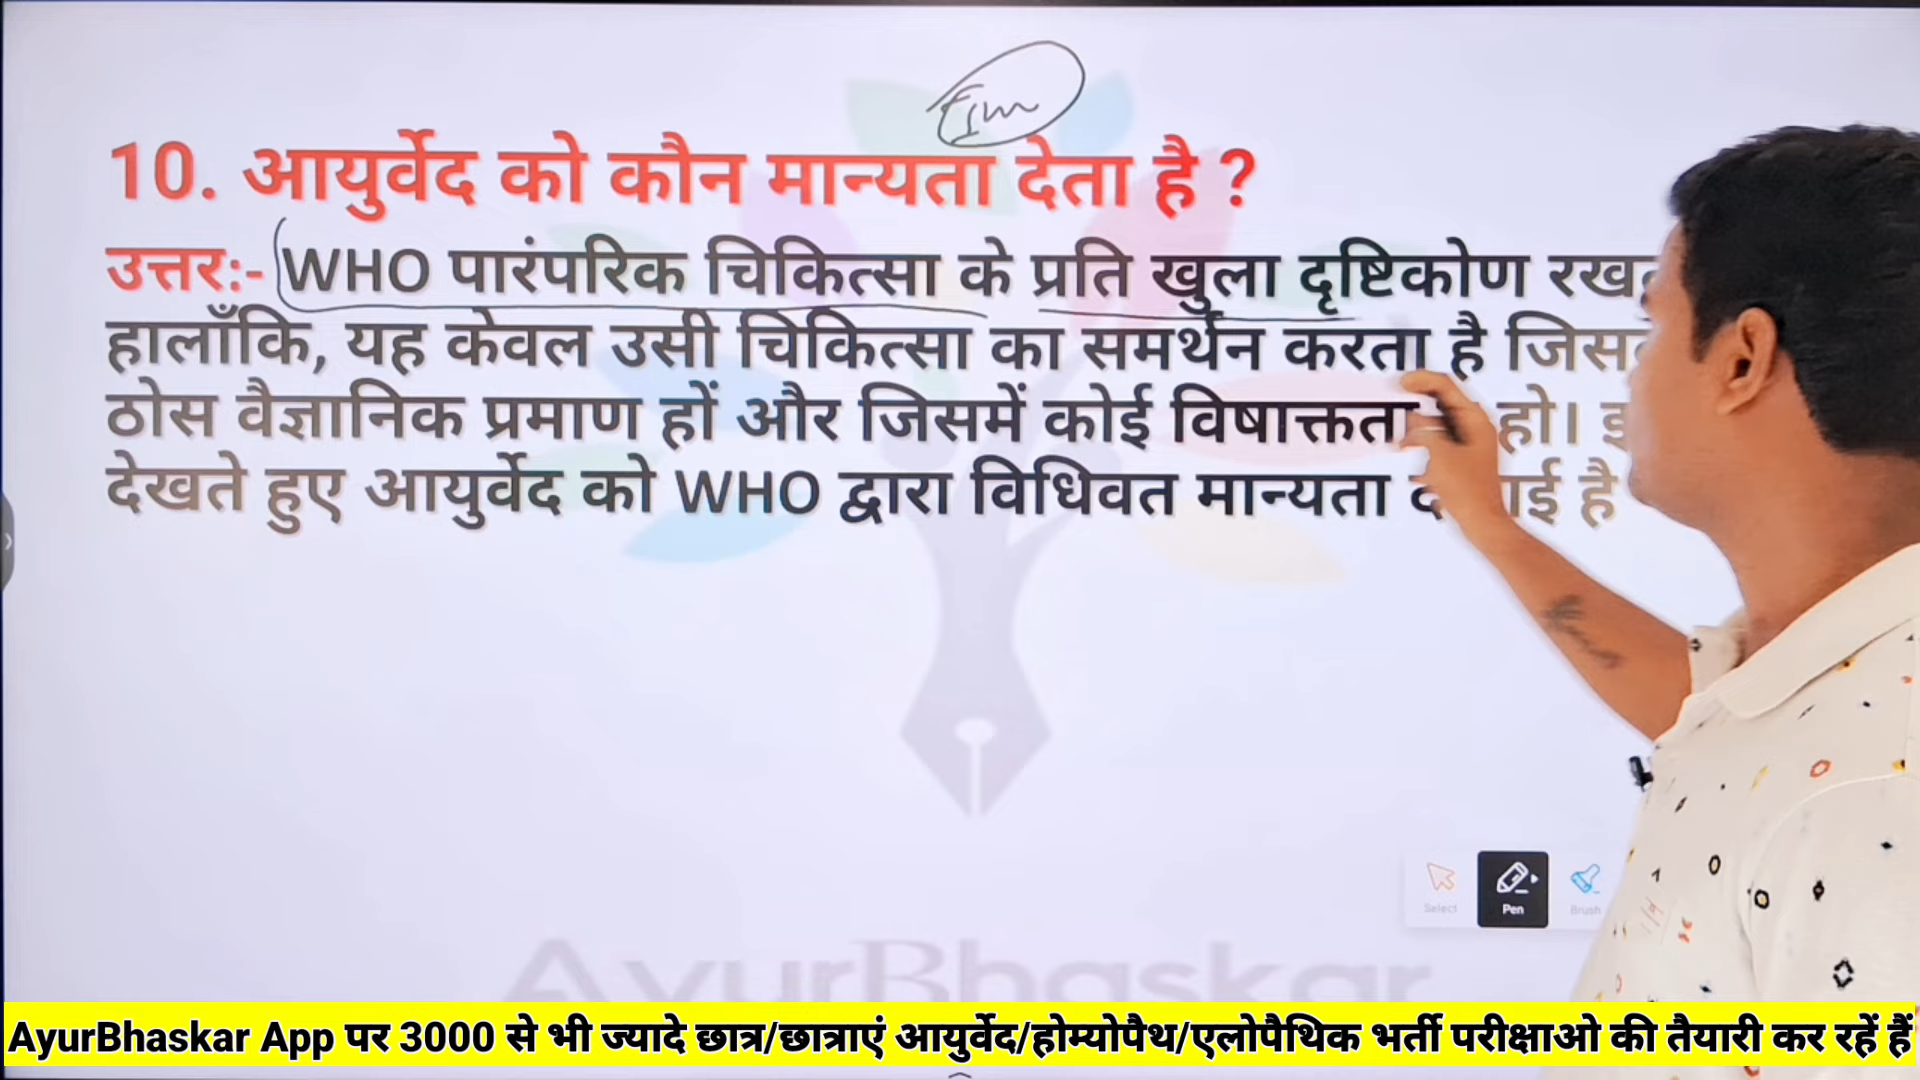 10. आयुर्वेद को कौन मान्यता देता है ?
उत्तर:- WHO पारंपरिक चिकित्सा के प्रति खुला दृष्टिकोण
हालाँकि, यह केवल उसी चिकित्सा का समर्थन करता है
ठोस वैज्ञानिक प्रमाण हों और जिसमें कोई विषाक्तता हो।
देखते हुए आयुर्वेद को WHO द्वारा विधिवत मान्यता है
Select Pen Brush
AyurBhaskar
AyurBhaskar App पर 3000 से भी ज्यादे छात्र/छात्राएं आयुर्वेद/होम्योपैथ/एलोपैथिक भर्ती परीक्षाओ की तैयारी कर रहें हैं